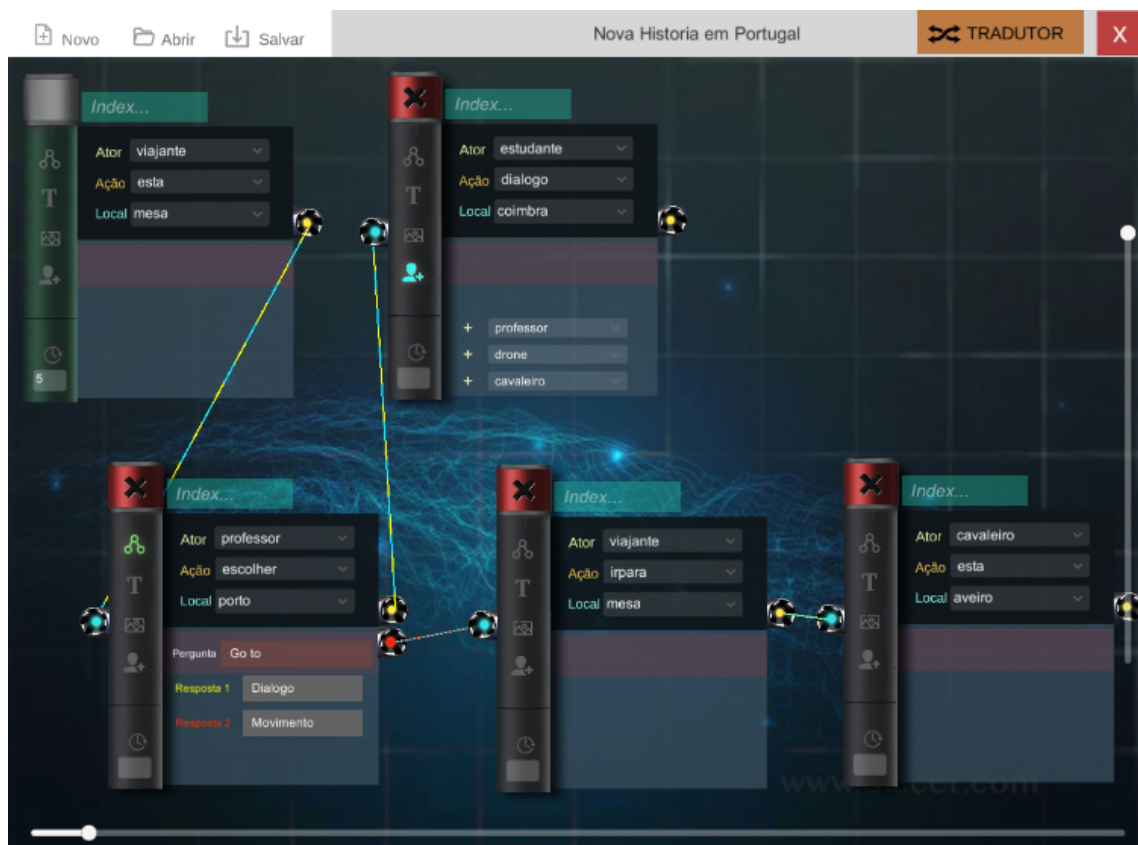 Novo Abrir Salvar Nova Historia em Portugal TRADUTOR X
Index...
Ator viajante
Ação esta
Local mesa
5
Index...
Ator estudante
Ação dialogo
Local coimbra
+ professor
+ drone
+ cavaleiro
Index...
Ator professor
Ação escolher
Local porto
Pergunta Go to
Resposta 1 Dialogo
Resposta 2 Movimento
Index...
Ator viajante
Ação irpara
Local mesa
Index...
Ator cavaleiro
Ação esta
Local aveiro